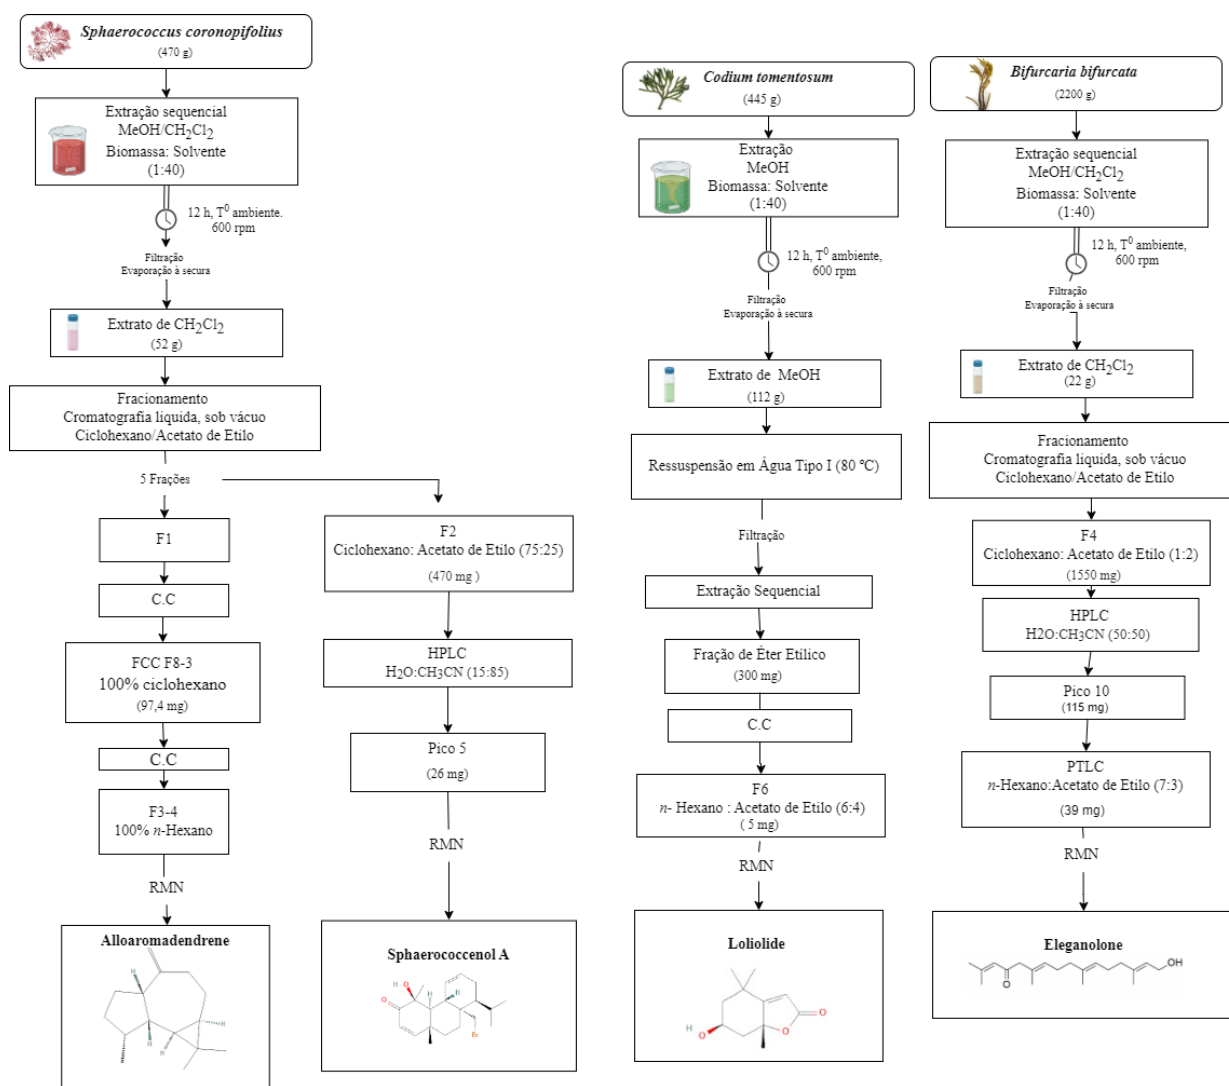 Sphaerococcus coronopifolius
(470 g)
Extração sequencial
MeOH/CH2Cl2
Biomassa: Solvente
(1:40)
12 h, T0 ambiente.
600 rpm
Filtração
Evaporação à secura
Extrato de CH2Cl2
(52 g)
Fracionamento
Cromatografia liquida, sob vácuo
Ciclohexano/Acetato de Etilo
5 Frações
F1
C.C
FCC F8-3
100% ciclohexano
(97,4 mg)
C.C
F3-4
100% n-Hexano
RMN
Alloaromadendrene
H
H
H
H
F2
Ciclohexano: Acetato de Etilo (75:25)
(470 mg )
HPLC
H2O:CH3CN (15:85)
Pico 5
(26 mg)
RMN
Sphaerococcenol A
H
O
H
H
O
Br
Codium tomentosum
(445 g)
Extração
MeOH
Biomassa: Solvente
(1:40)
12 h, T0 ambiente,
600 rpm
Filtração
Evaporação à secura
Extrato de MeOH
(112 g)
Ressuspensão em Água Tipo I (80 ºC)
Filtração
Extração Sequencial
Fração de Éter Etílico
(300 mg)
C.C
F6
n- Hexano : Acetato de Etilo (6:4)
( 5 mg)
RMN
Loliolide
H
O
O
O
Bifurcaria bifurcata
(2200 g)
Extração sequencial
MeOH/CH2Cl2
Biomassa: Solvente
(1:40)
12 h, T0 ambiente,
600 rpm
Filtração
Evaporação à secura
Extrato de CH2Cl2
(22 g)
Fracionamento
Cromatografia liquida, sob vácuo
Ciclohexano/Acetato de Etilo
F4
Ciclohexano: Acetato de Etilo (1:2)
(1550 mg)
HPLC
H2O:CH3CN (50:50)
Pico 10
(115 mg)
PTLC
n-Hexano:Acetato de Etilo (7:3)
(39 mg)
RMN
Eleganolone
OH
O